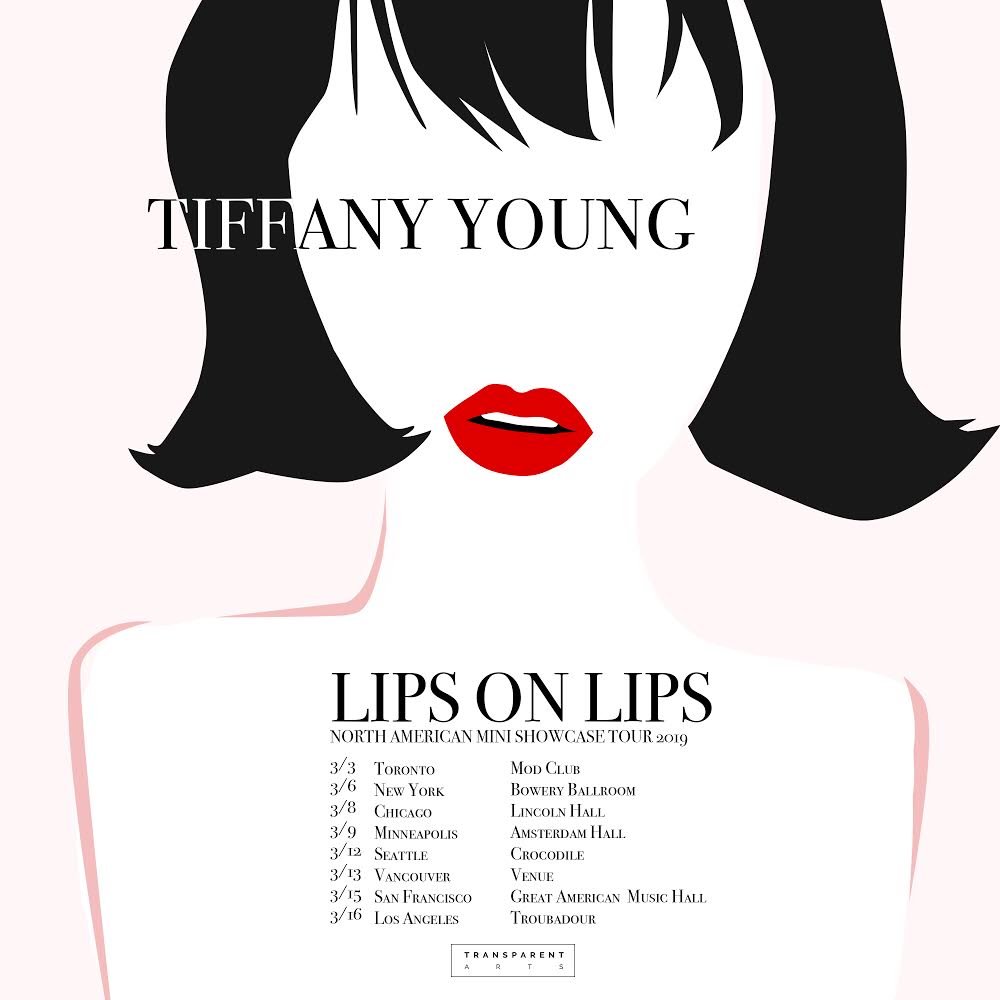 TIFFANY YOUNG
LIPS ON LIPS
NORTH AMERICAN MINI SHOWCASE TOUR 2019
3/3 TORONTO MOD CLUB
3/6 NEW YORK BOWERY BALLROOM
3/8 CHICAGO LINCOLN HALL
3/9 MINNEAPOLIS AMSTERDAM HALL
3/12 SEATTLE CROCODILE
3/13 VANCOUVER VENUE
3/15 SAN FRANCISCO GREAT AMERICAN MUSIC HALL
3/16 LOS ANGELES TROUBADOUR
TRANSPARENT
ARTS